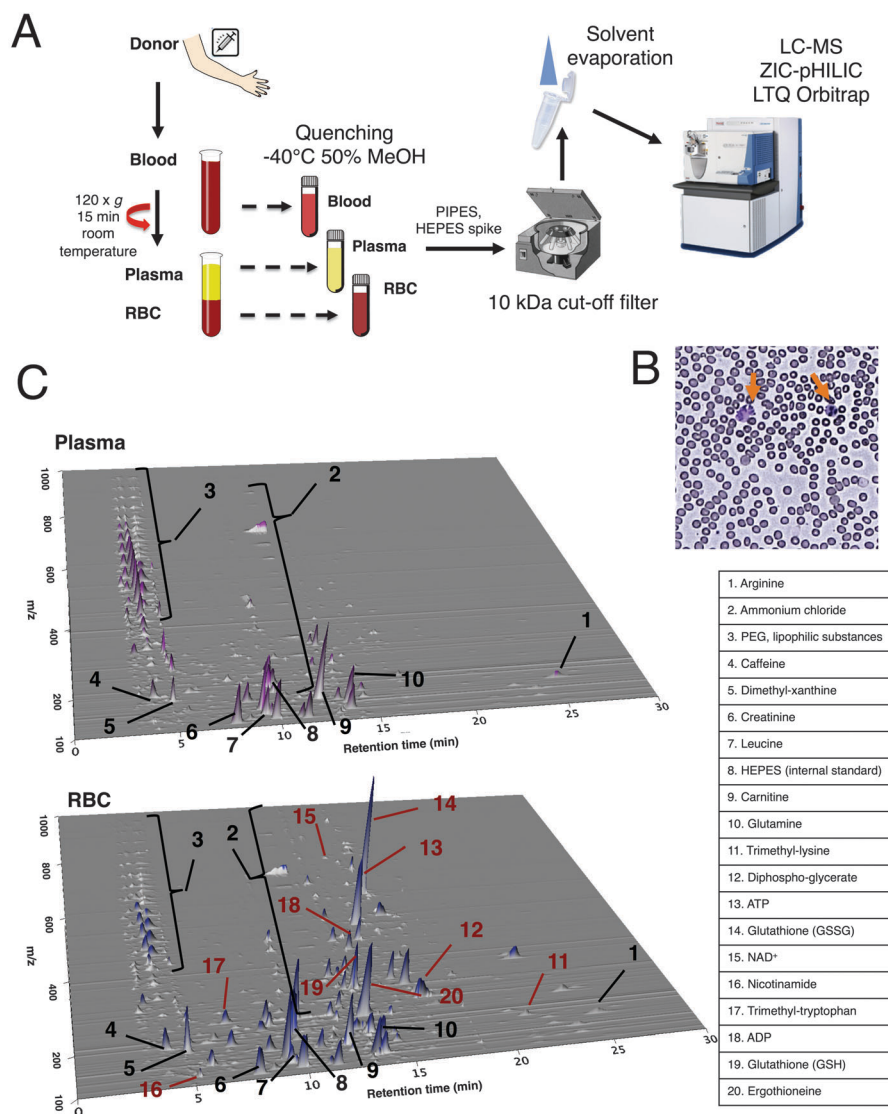 A
Donor
Blood
120 x g
15 min
room
temperature
Plasma
RBC
Quenching
-40°C 50% MeOH
Blood
Plasma
RBC
PIPES,
HEPES spike
Solvent
evaporation
10 kDa cut-off filter
LC-MS
ZIC-pHILIC
LTQ Orbitrap
B
C
Plasma
1000
800
600
400
200
100
m/z
0
5
10
15
20
25
30
Retention time (min)
1
2
3
4
5
6
7
8
9
10
RBC
1000
800
600
400
200
100
m/z
0
5
10
15
20
25
30
Retention time (min)
1
2
3
4
5
6
7
8
9
10
11
12
13
14
15
16
17
18
19
20
1. Arginine
2. Ammonium chloride
3. PEG, lipophilic substances
4. Caffeine
5. Dimethyl-xanthine
6. Creatinine
7. Leucine
8. HEPES (internal standard)
9. Carnitine
10. Glutamine
11. Trimethyl-lysine
12. Diphospho-glycerate
13. ATP
14. Glutathione (GSSG)
15. NAD⁺
16. Nicotinamide
17. Trimethyl-tryptophan
18. ADP
19. Glutathione (GSH)
20. Ergothioneine